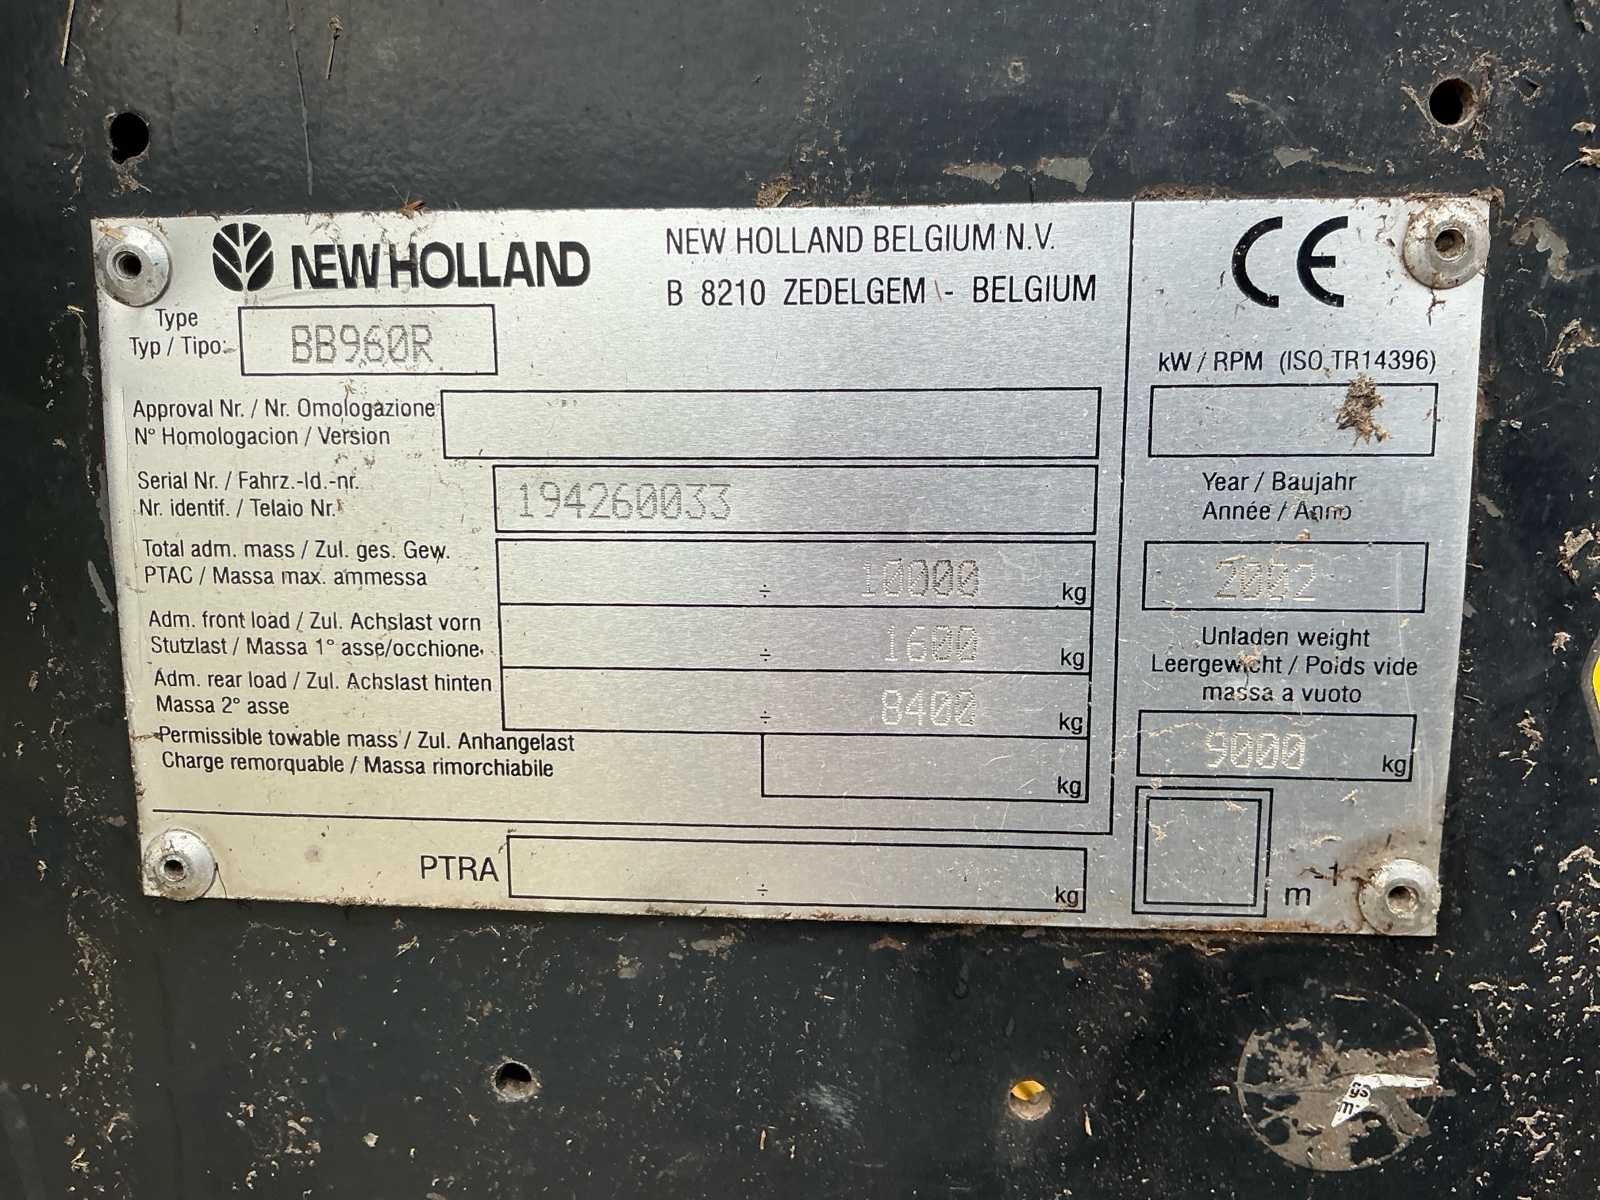 NEW HOLLAND
NEW HOLLAND BELGIUM N.V.
B 8210 ZEDELGEM - BELGIUM
Type
Typ / Tipo:
BB960R
Approval Nr. / Nr. Omologazione
N° Homologacion / Version
Serial Nr. / Fahrz.-Id.-nr.
Nr. identif. / Telaio Nr.
194260033
Total adm. mass / Zul. ges. Gew.
PTAC / Massa max. ammessa
÷ 10000 kg
Adm. front load / Zul. Achslast vorn
Stutzlast / Massa 1° asse/occhione.
÷ 1600 kg
Adm. rear load / Zul. Achslast hinten
Massa 2° asse
÷ 8400 kg
Permissible towable mass / Zul. Anhangelast
Charge remorquable / Massa rimorchiabile
kg
PTRA ÷ kg
CE
kW / RPM (ISO TR14396)
Year / Baujahr
Année / Anno
2002
Unladen weight
Leergewicht / Poids vide
massa a vuoto
9000 kg
m-1
gs
m-